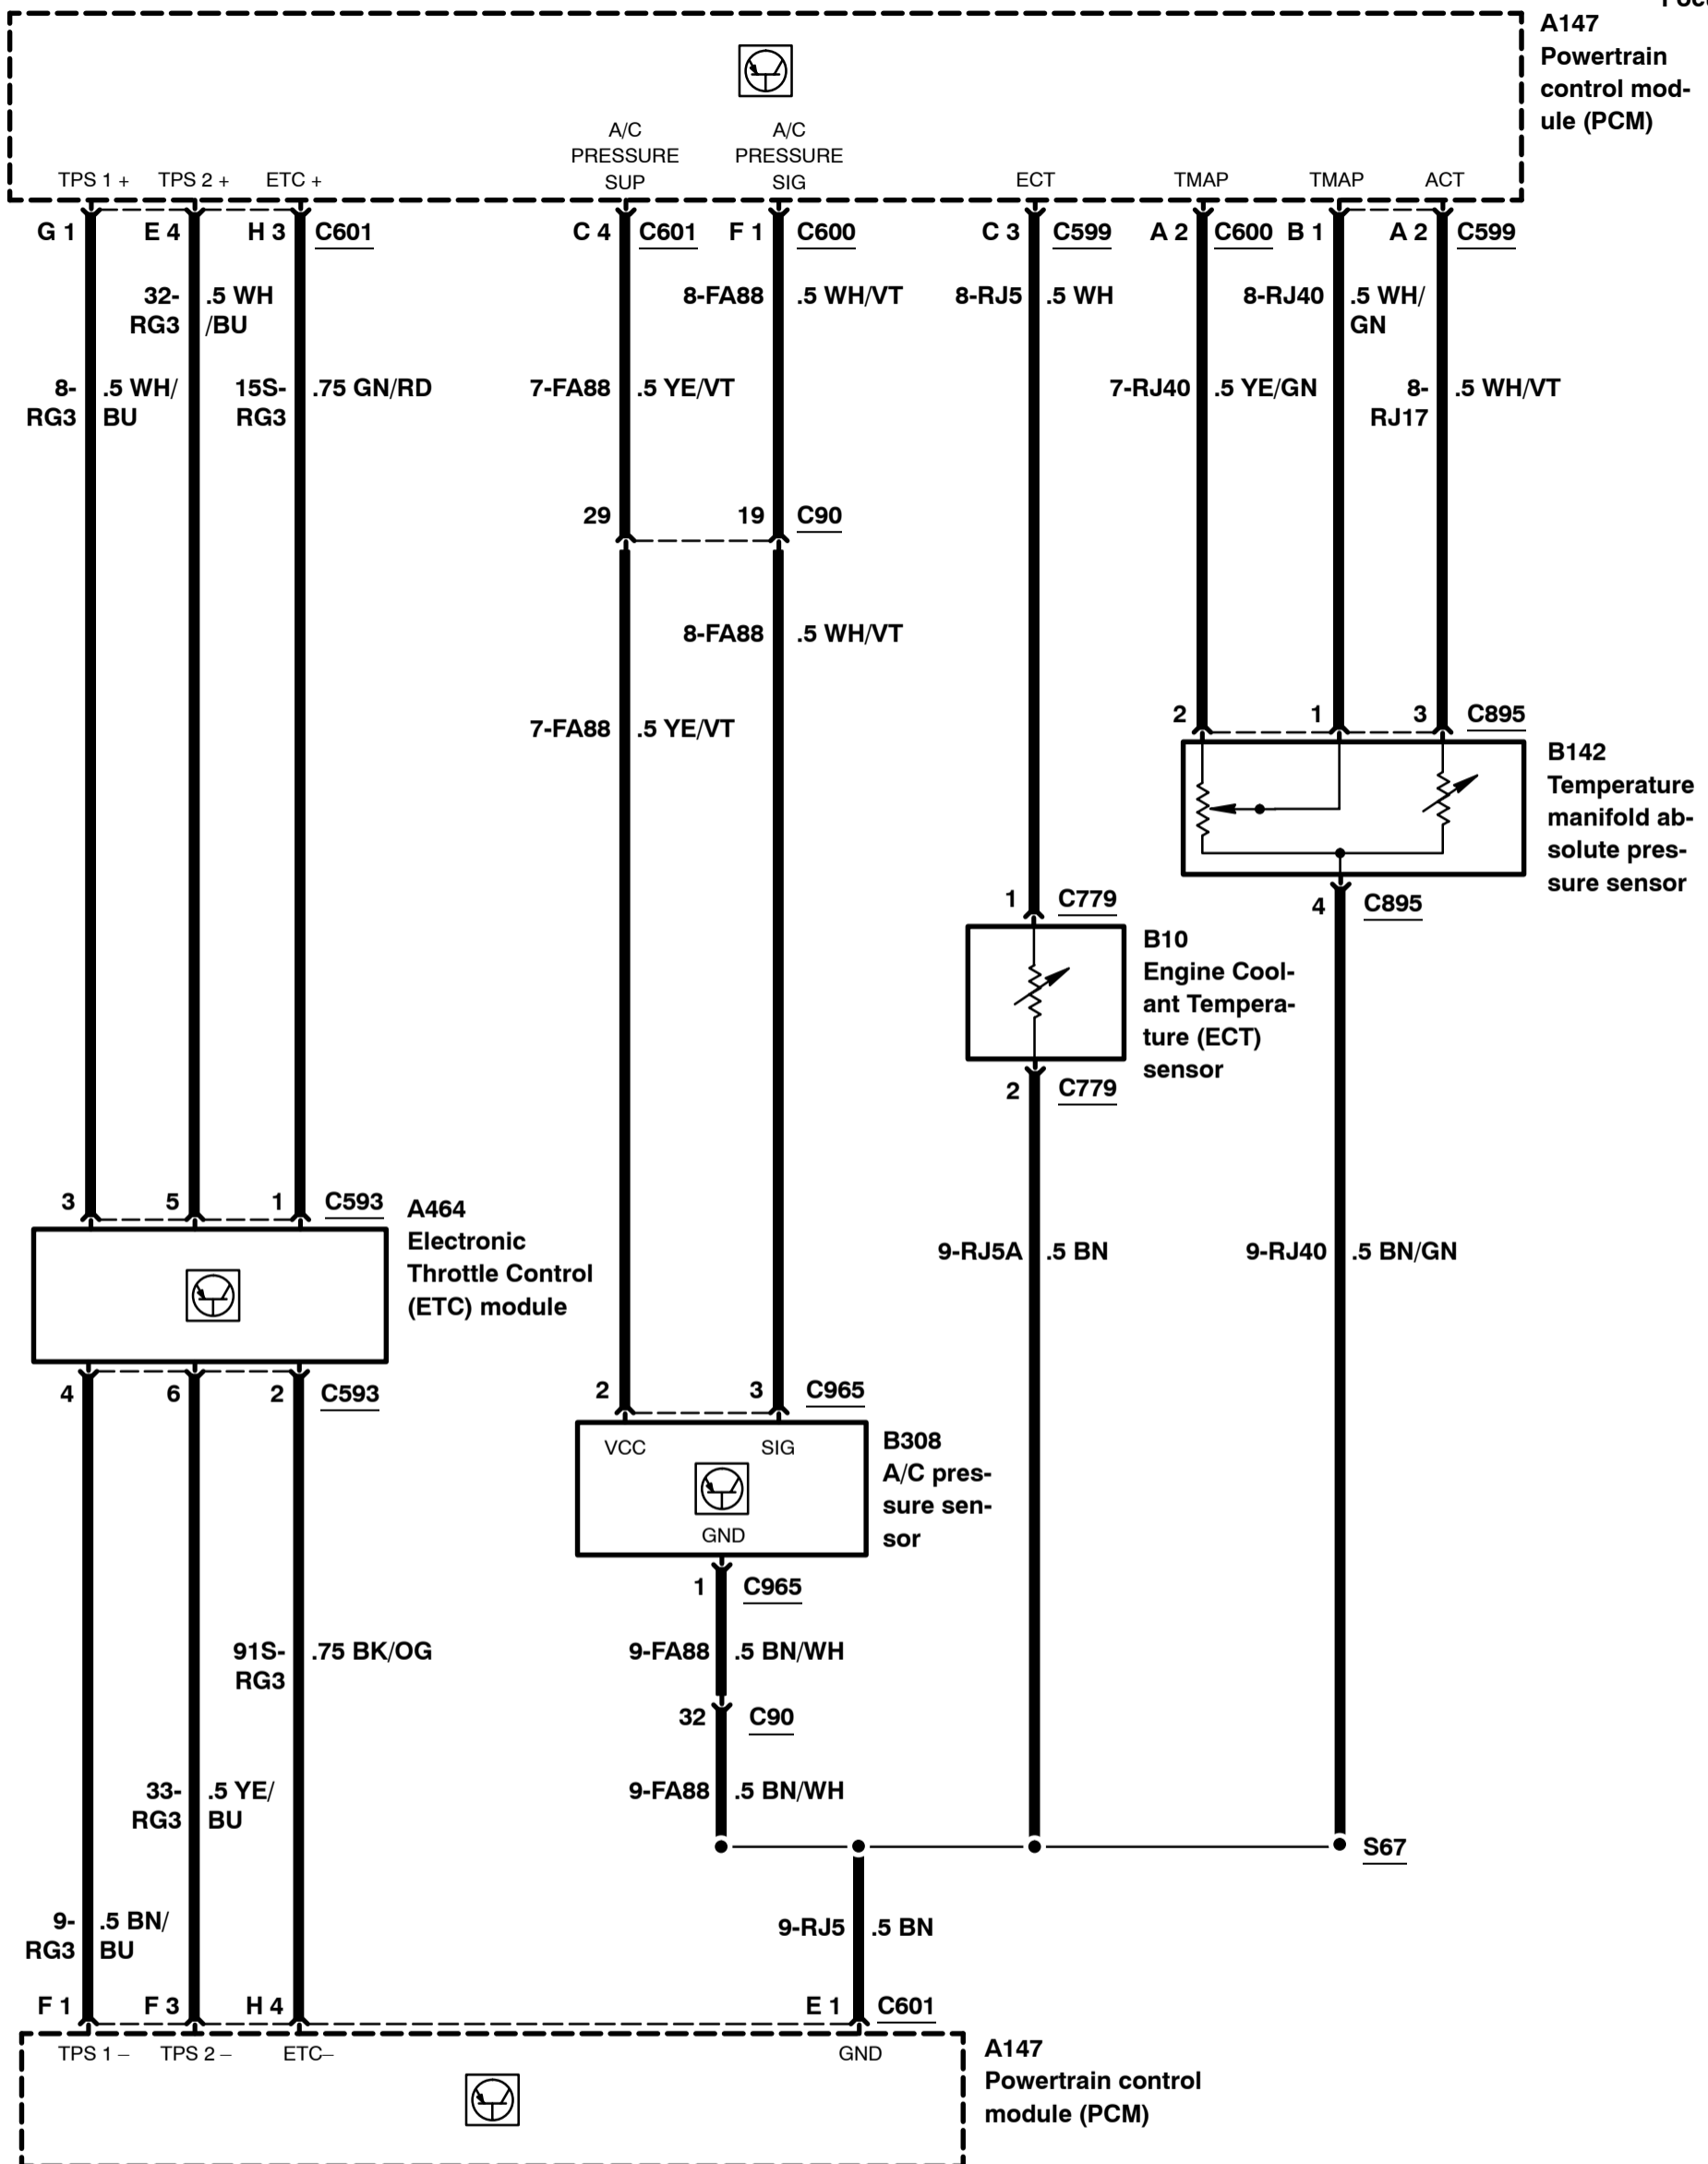 A147
Powertrain
control mod-
ule (PCM)
A/C A/C
PRESSURE PRESSURE
TPS 1 + TPS 2 + ETC + SUP SIG ECT TMAP TMAP ACT
G 1 E 4 H 3 C601 C 4 C601 F 1 C600 C 3 C599 A 2 C600 B 1 A 2 C599
32- .5 WH 8-FA88 .5 WH/VT 8-RJ5 .5 WH 8-RJ40 .5 WH/
RG3 /BU GN
8- .5 WH/ 15S- .75 GN/RD 7-FA88 .5 YE/VT 7-RJ40 .5 YE/GN 8- .5 WH/VT
RG3 BU RG3 RJ17
29 19 C90
8-FA88 .5 WH/VT
7-FA88 .5 YE/VT
2 1 3 C895
B142
Temperature
manifold ab-
solute pres-
sure sensor
1 C779 4 C895
B10
Engine Cool-
ant Tempera-
ture (ECT)
sensor
2 C779
3 5 1 C593
A464
Electronic
Throttle Control
(ETC) module
9-RJ5A .5 BN 9-RJ40 .5 BN/GN
4 6 2 C593 2 3 C965
VCC SIG
GND
B308
A/C pres-
sure sen-
sor
1 C965
91S- .75 BK/OG 9-FA88 .5 BN/WH
RG3
32 C90
33- .5 YE/ 9-FA88 .5 BN/WH
RG3 BU
S67
9- .5 BN/ 9-RJ5 .5 BN
RG3 BU
F 1 F 3 H 4 E 1 C601
TPS 1 – TPS 2 – ETC– GND
A147
Powertrain control
module (PCM)